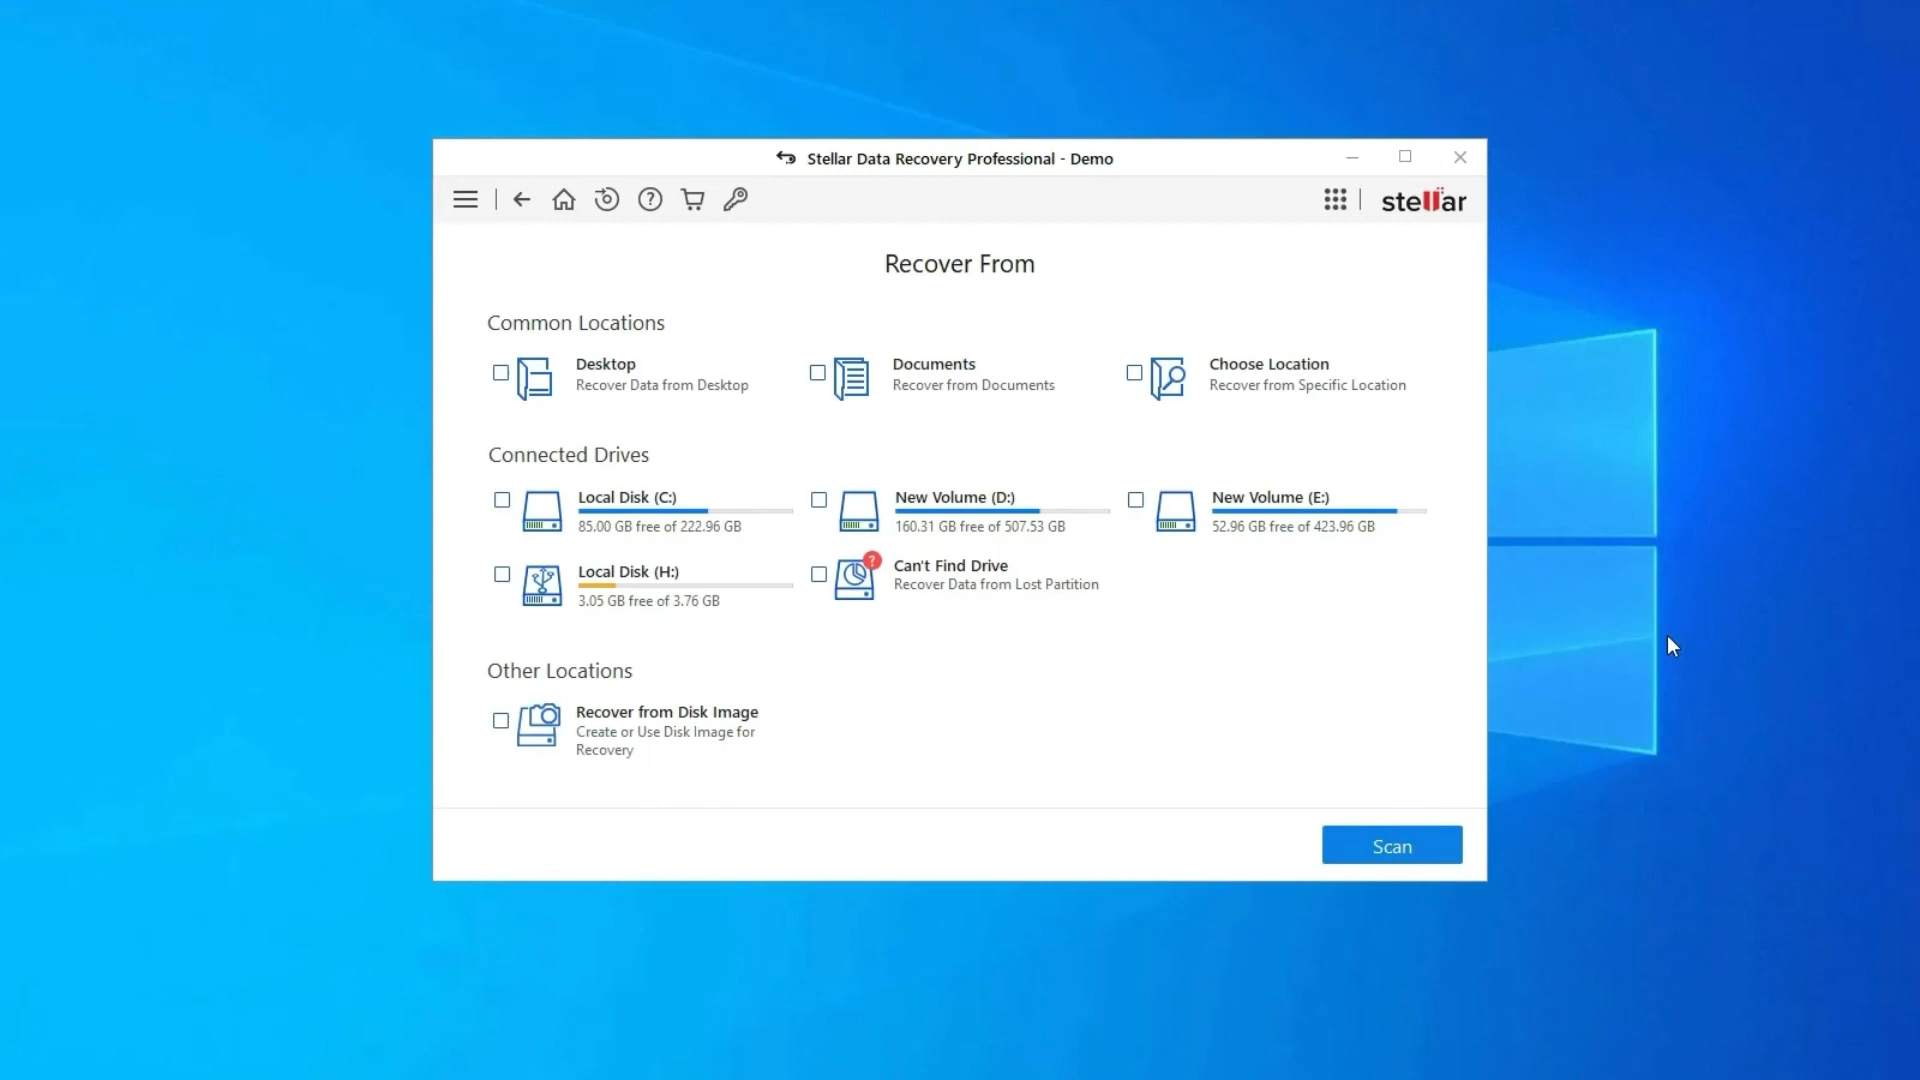 Stellar Data Recovery Professional - Demo
stellar
Recover From
Common Locations
Desktop
Recover Data from Desktop
Documents
Recover from Documents
Choose Location
Recover from Specific Location
Connected Drives
Local Disk (C:)
85.00 GB free of 222.96 GB
New Volume (D:)
160.31 GB free of 507.53 GB
New Volume (E:)
52.96 GB free of 423.96 GB
Local Disk (H:)
3.05 GB free of 3.76 GB
?
Can't Find Drive
Recover Data from Lost Partition
Other Locations
Recover from Disk Image
Create or Use Disk Image for
Recovery
Scan